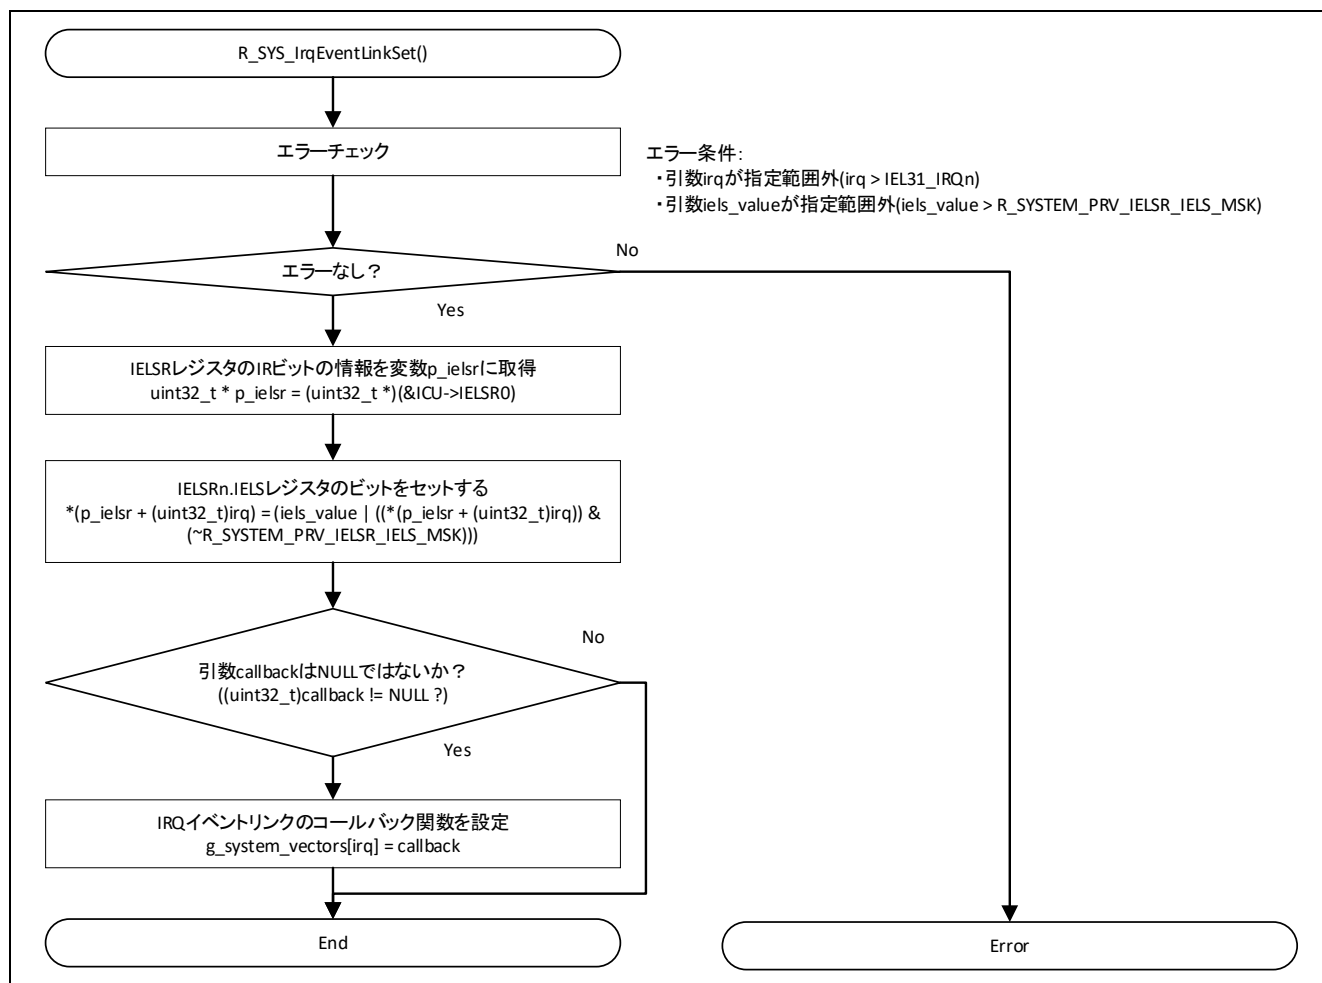 R_SYS_IrqEventLinkSet()
エラーチェック
エラー条件:
・引数irqが指定範囲外(irq > IEL31_IRQn)
・引数iels_valueが指定範囲外(iels_value > R_SYSTEM_PRV_IELSR_IELS_MSK)
エラーなし？
No
Yes
IELSRレジスタのIRビットの情報を変数p_ielsrに取得
uint32_t * p_ielsr = (uint32_t *)(&ICU->IELSR0)
IELSRn.IELSレジスタのビットをセットする
*(p_ielsr + (uint32_t)irq) = (iels_value | ((*(p_ielsr + (uint32_t)irq)) &
(~R_SYSTEM_PRV_IELSR_IELS_MSK)))
引数callbackはNULLではないか？
((uint32_t)callback != NULL ?)
No
Yes
IRQイベントリンクのコールバック関数を設定
g_system_vectors[irq] = callback
End
Error